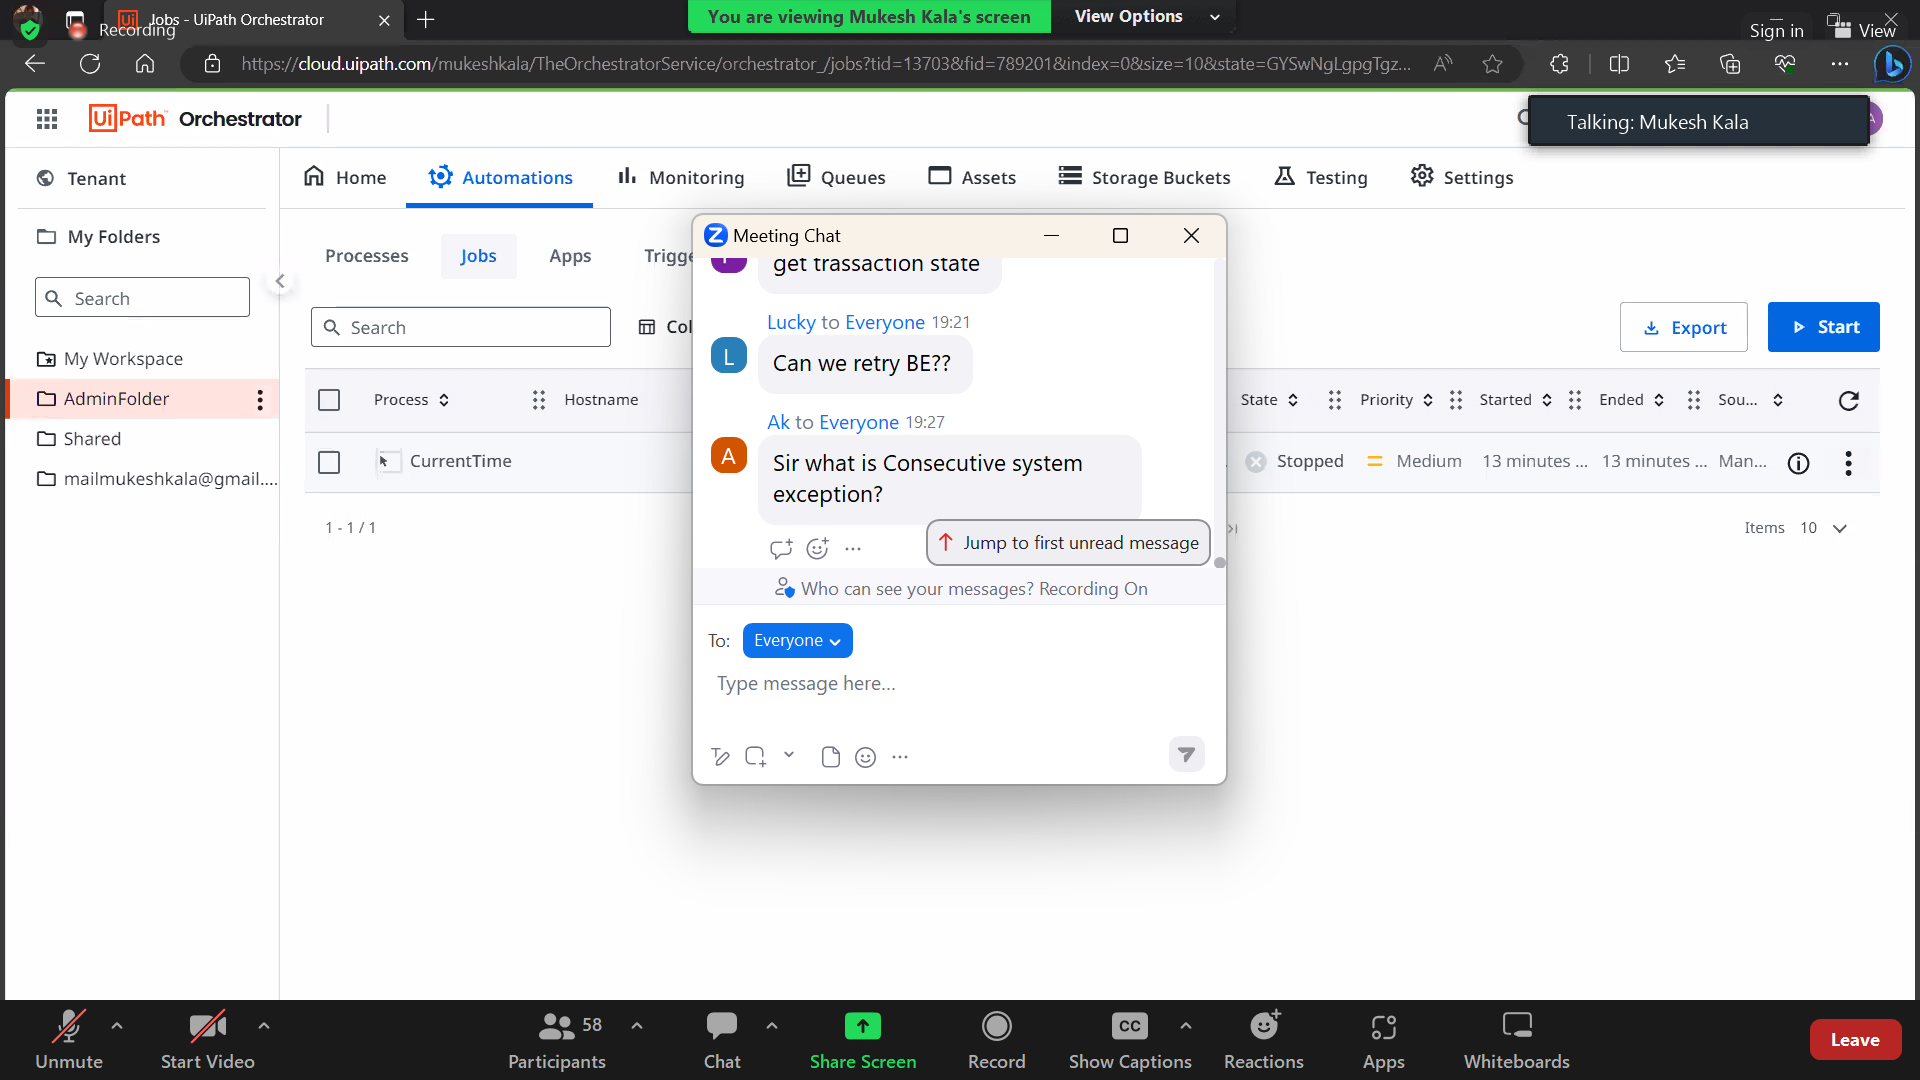 Jobs - UiPath Orchestrator
Recording
You are viewing Mukesh Kala's screen
View Options
Sign in
View
https://cloud.uipath.com/mukeshkala/TheOrchestratorService/orchestrator_/jobs?tid=13703&fid=789201&index=0&size=10&state=GYSwNgLgpgTgz...
UiPath Orchestrator
Talking: Mukesh Kala
Tenant
Home
Automations
Monitoring
Queues
Assets
Storage Buckets
Testing
Settings
My Folders
Search
My Workspace
AdminFolder
Shared
mailmukeshkala@gmail....
Processes
Jobs
Apps
Trigge
Search
Col
Export
Start
Process
Hostname
State
Priority
Started
Ended
Sou...
CurrentTime
Stopped
Medium
13 minutes ...
13 minutes ...
Man...
1 - 1 / 1
Items 10
Meeting Chat
get trassaction state
Lucky to Everyone 19:21
L
Can we retry BE??
Ak to Everyone 19:27
A
Sir what is Consecutive system
exception?
Jump to first unread message
Who can see your messages? Recording On
To: Everyone
Type message here...
Unmute
Start Video
58
Participants
Chat
Share Screen
Record
CC
Show Captions
Reactions
Apps
Whiteboards
Leave